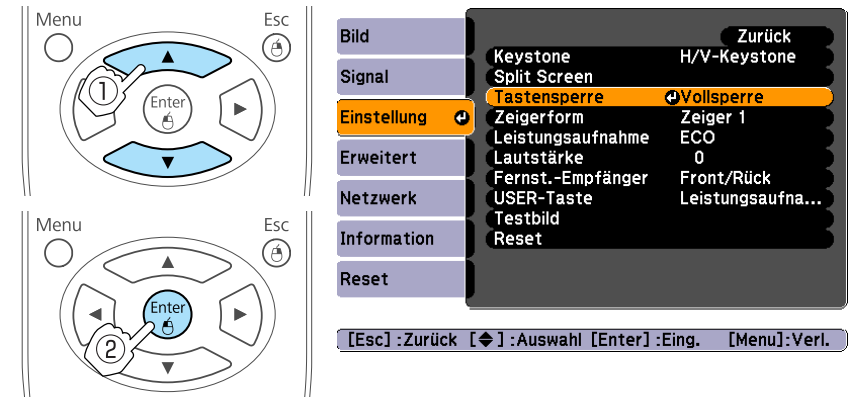 Menu
Esc
1
Enter
Menu
Esc
Enter
2
Bild
Signal
Einstellung
Erweitert
Netzwerk
Information
Reset
Zurück
Keystone H/V-Keystone
Split Screen
Tastensperre Vollsperre
Zeigerform Zeiger 1
Leistungsaufnahme ECO
Lautstärke 0
Fernst.-Empfänger Front/Rück
USER-Taste Leistungsaufna...
Testbild
Reset
[Esc] :Zurück [◆] :Auswahl [Enter] :Eing. [Menu]:Verl.